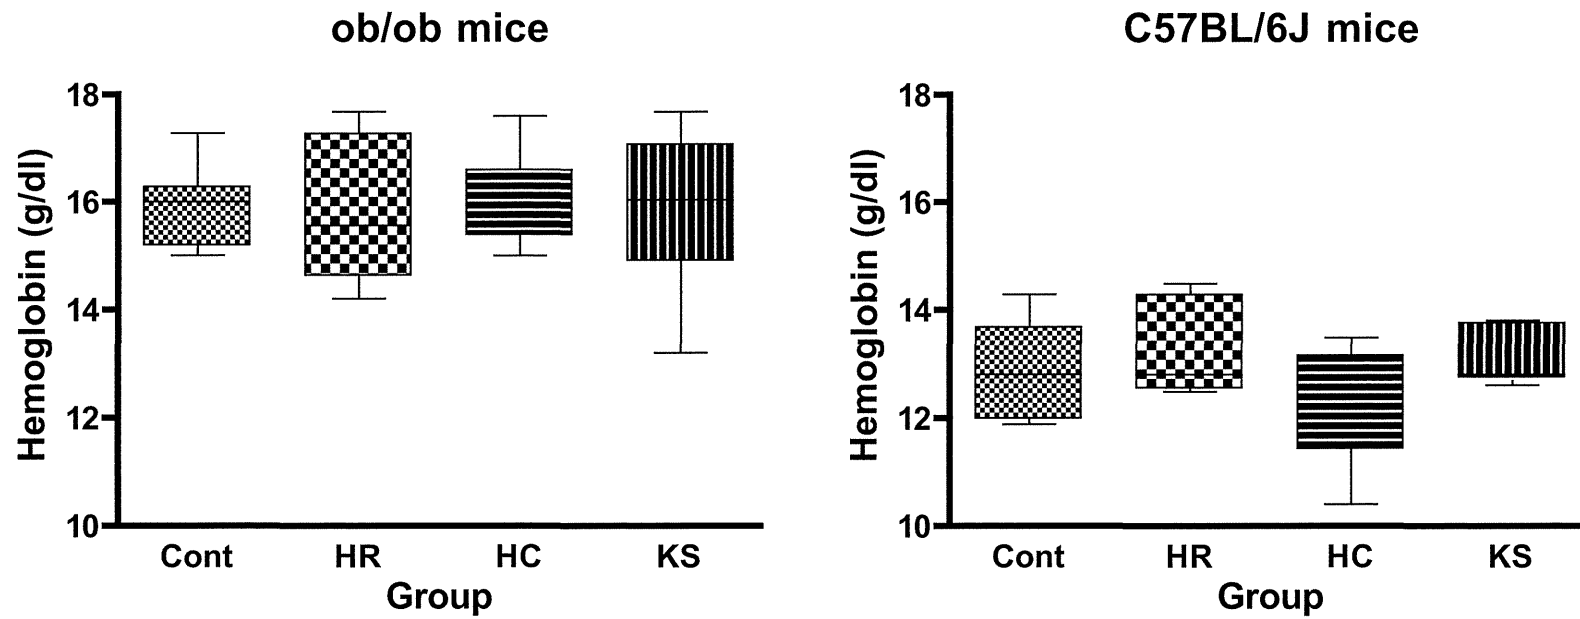 ob/ob mice
Hemoglobin (g/dl)
18
16
14
12
10
Cont HR HC KS
Group
C57BL/6J mice
Hemoglobin (g/dl)
18
16
14
12
10
Cont HR HC KS
Group